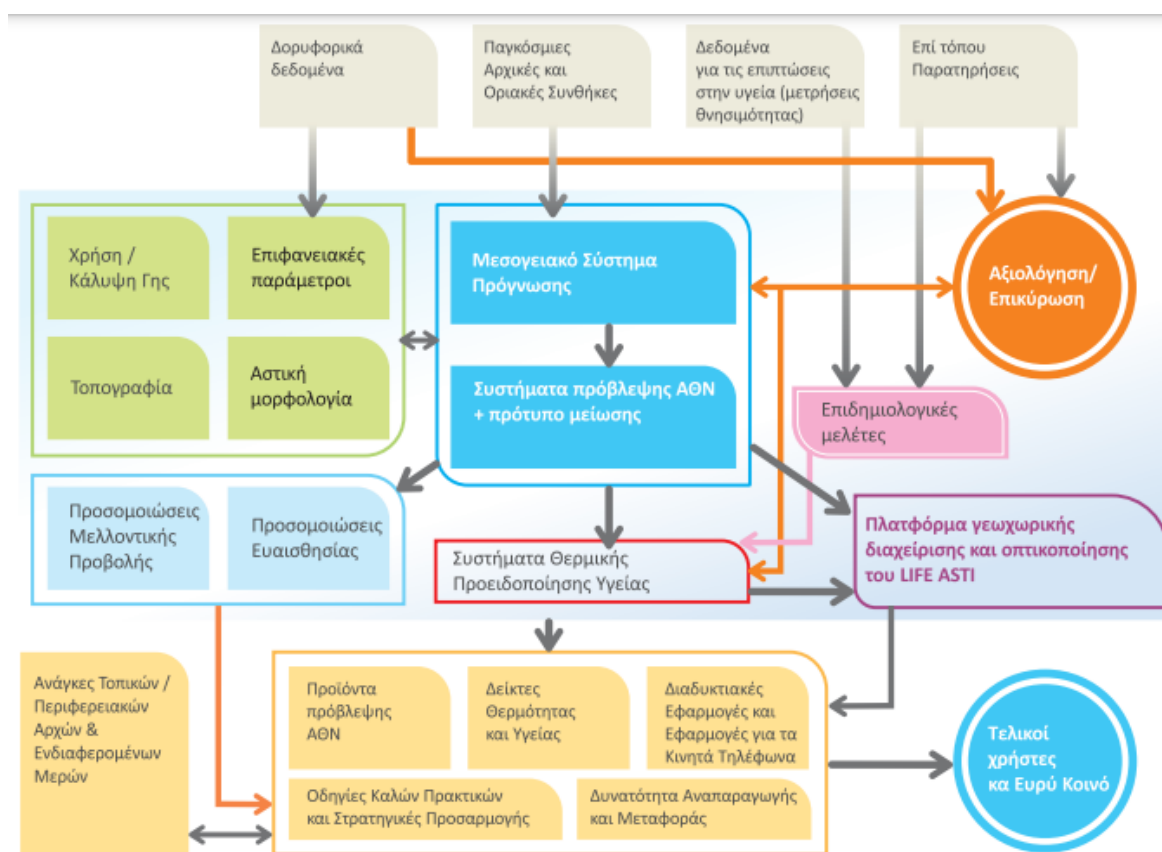 Δορυφορικά
δεδομένα
Παγκόσμιες
Αρχικές και
Οριακές Συνθήκες
Δεδομένα
για τις επιπτώσεις
στην υγεία (μετρήσεις
θνησιμότητας)
Επί τόπου
Παρατηρήσεις
Χρήση /
Κάλυψη Γης
Επιφανειακές
παράμετροι
Τοπογραφία
Αστική
μορφολογία
Μεσογειακό Σύστημα
Πρόγνωσης
Συστήματα πρόβλεψης ΑΘΝ
+ πρότυπο μείωσης
Αξιολόγηση/
Επικύρωση
Επιδημιολογικές
μελέτες
Προσομοιώσεις
Μελλοντικής
Προβολής
Προσομοιώσεις
Ευαισθησίας
Συστήματα Θερμικής
Προειδοποίησης Υγείας
Πλατφόρμα γεωχωρικής
διαχείρισης και οπτικοποίησης
του LIFE ASTI
Ανάγκες Τοπικών /
Περιφερειακών
Αρχών &
Ενδιαφερομένων
Μερών
Προϊόντα
πρόβλεψης
ΑΘΝ
Δείκτες
Θερμότητας
και Υγείας
Διαδυκτιακές
Εφαρμογές και
Εφαρμογές για τα
Κινητά Τηλέφωνα
Οδηγίες Καλών Πρακτικών
και Στρατηγικής Προσαρμογής
Δυνατότητα Αναπαραγωγής
και Μεταφοράς
Τελικοί
χρήστες
κα Ευρύ Κοινό